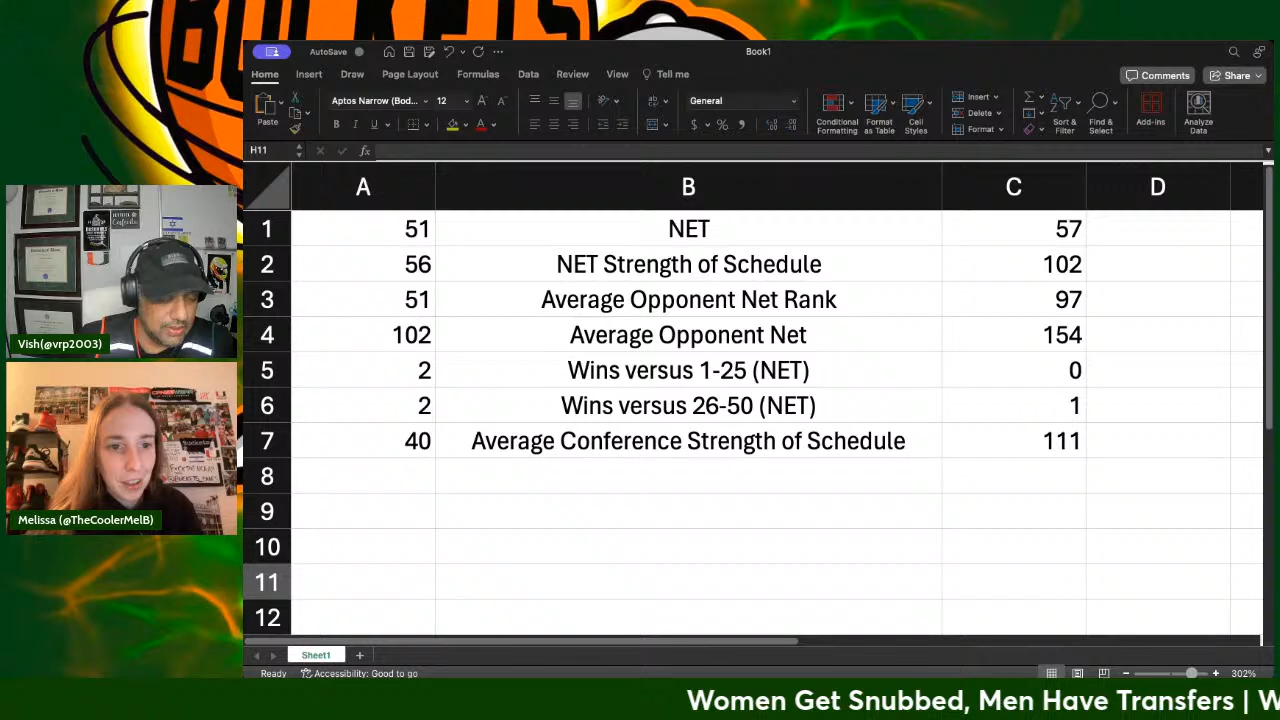 BUCKETS
AutoSave
Book1
Home Insert Draw Page Layout Formulas Data Review View Tell me
Comments Share
Paste
Aptos Narrow (Bod... 12
B I U
General
$ %
Conditional Formatting
Format as Table
Cell Styles
Insert
Delete
Format
Sort & Filter
Find & Select
Add-ins
Analyze Data
H11 fx
A B C D
1 51 NET 57
2 56 NET Strength of Schedule 102
3 51 Average Opponent Net Rank 97
4 102 Average Opponent Net 154
5 2 Wins versus 1-25 (NET) 0
6 2 Wins versus 26-50 (NET) 1
7 40 Average Conference Strength of Schedule 111
8
9
10
11
12
Vish(@vrp2003)
Melissa (@TheCoolerMelB)
Sheet1
Ready Accessibility: Good to go 302%
Women Get Snubbed, Men Have Transfers | W